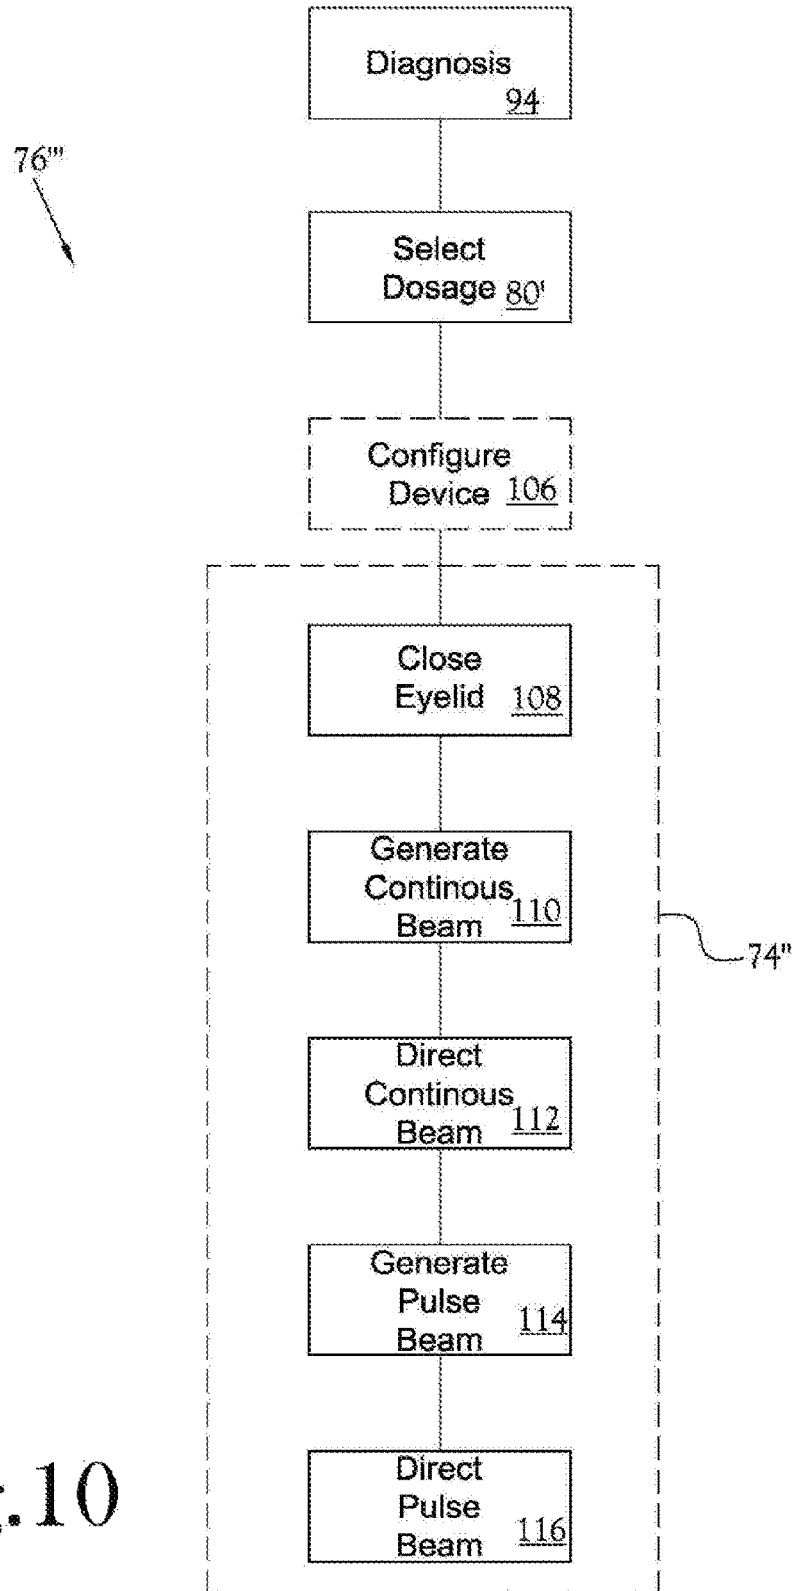 Diagnosis
94
76'''
Select
Dosage 80'
Configure
Device 106
Close
Eyelid 108
Generate
Continous
Beam 110
74''
Direct
Continous
Beam 112
Generate
Pulse
Beam 114
Direct
Pulse
Beam 116
.10